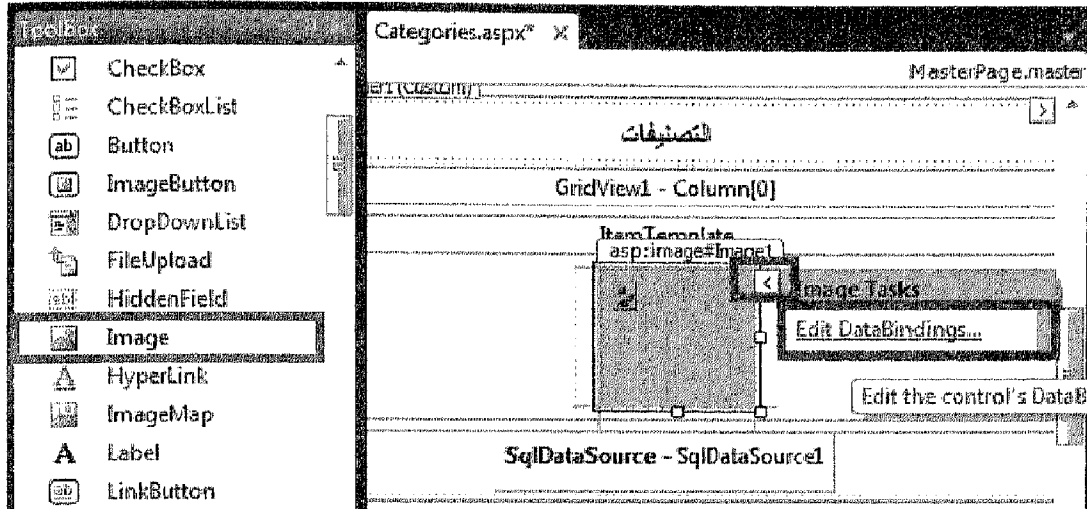 Toolbox
CheckBox
CheckBoxList
Button
ImageButton
DropDownList
FileUpload
HiddenField
Image
HyperLink
ImageMap
Label
LinkButton
Categories.aspx*
MasterPage.master
(Custom)
التصنيفات
GridView1 - Column[0]
ItemTemplate
asp:image#Image1
Image Tasks
Edit DataBindings...
Edit the control's DataB
SqlDataSource - SqlDataSource1